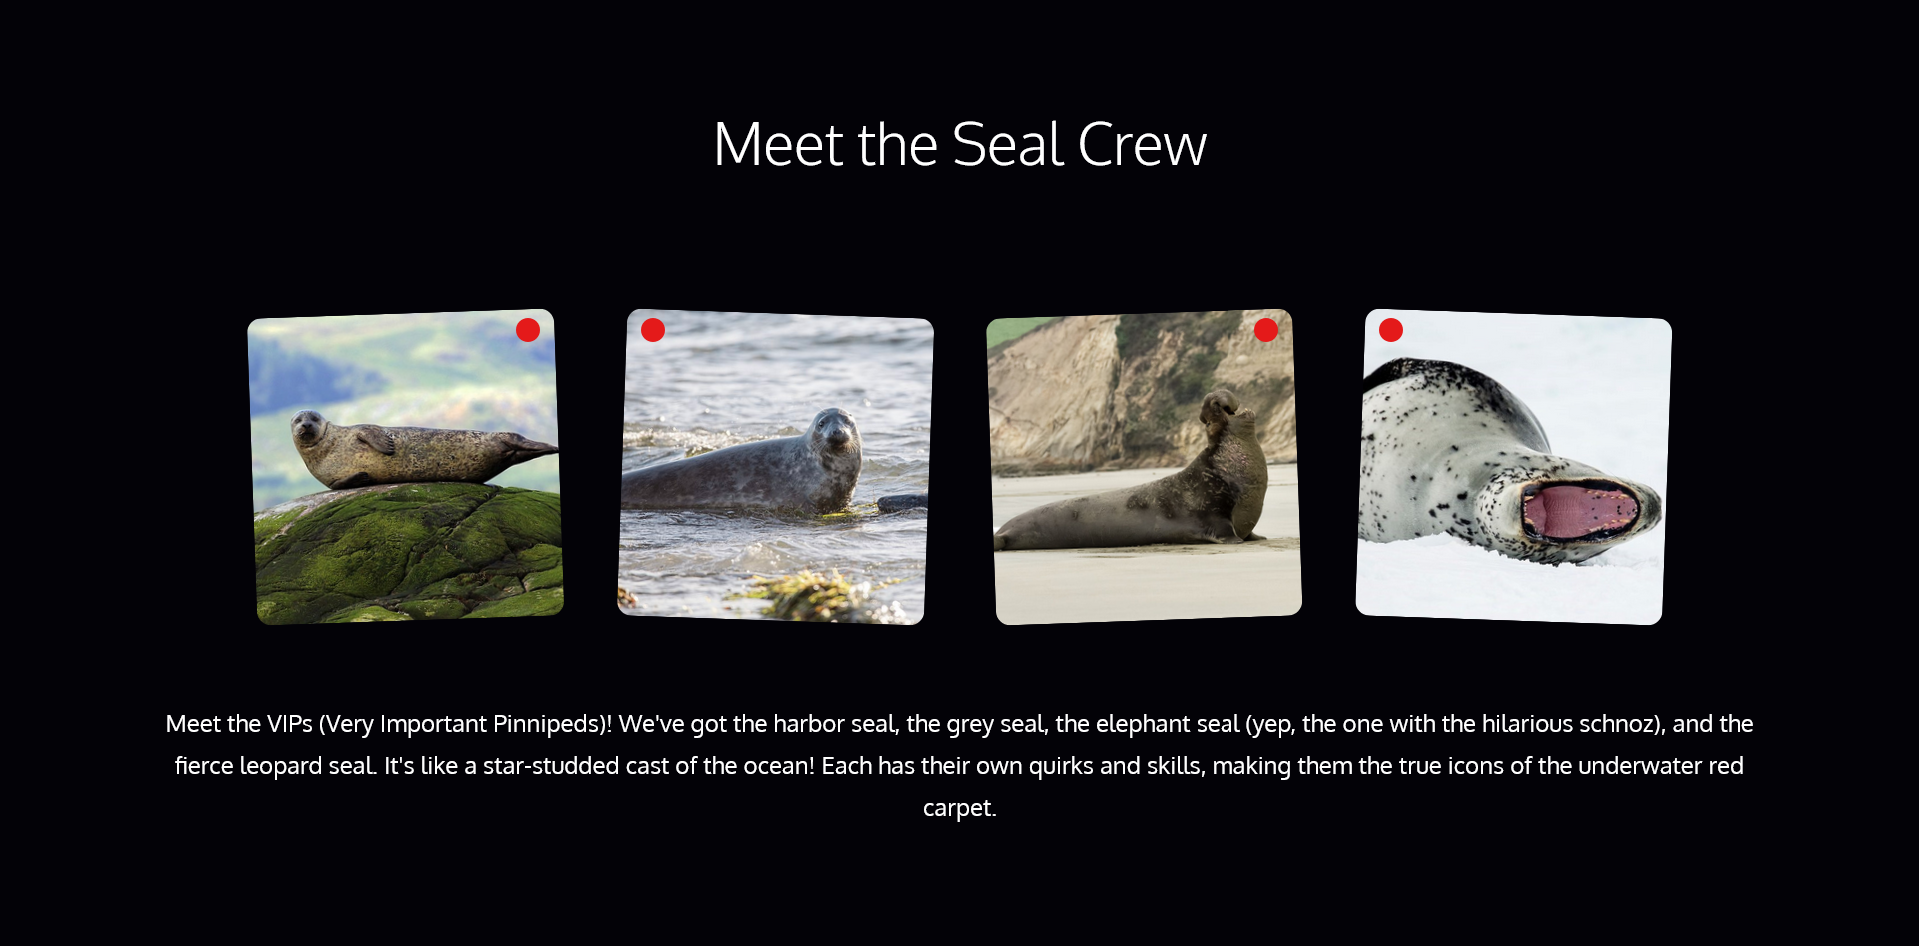 Meet the Seal Crew
Meet the VIPs (Very Important Pinnipeds)! We've got the harbor seal, the grey seal, the elephant seal (yep, the one with the hilarious schnoz), and the
fierce leopard seal. It's like a star-studded cast of the ocean! Each has their own quirks and skills, making them the true icons of the underwater red
carpet.